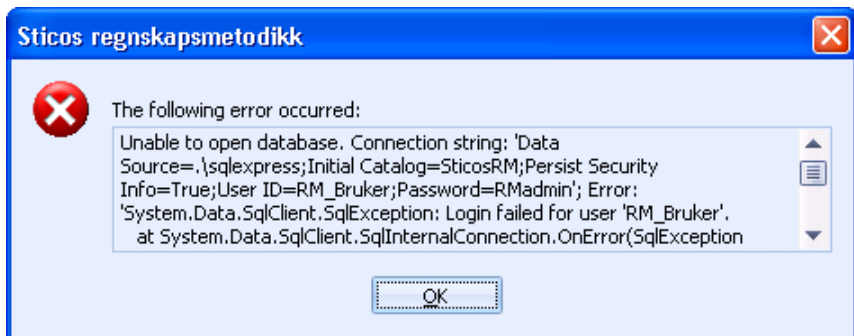 Sticos regnskapsmetodikk
The following error occurred:
Unable to open database. Connection string: 'Data
Source=.\sqlexpress;Initial Catalog=SticosRM;Persist Security
Info=True;User ID=RM_Bruker;Password=RMadmin'; Error:
'System.Data.SqlClient.SqlException: Login failed for user 'RM_Bruker'.
at System.Data.SqlClient.SqlInternalConnection.OnError(SqlException
OK